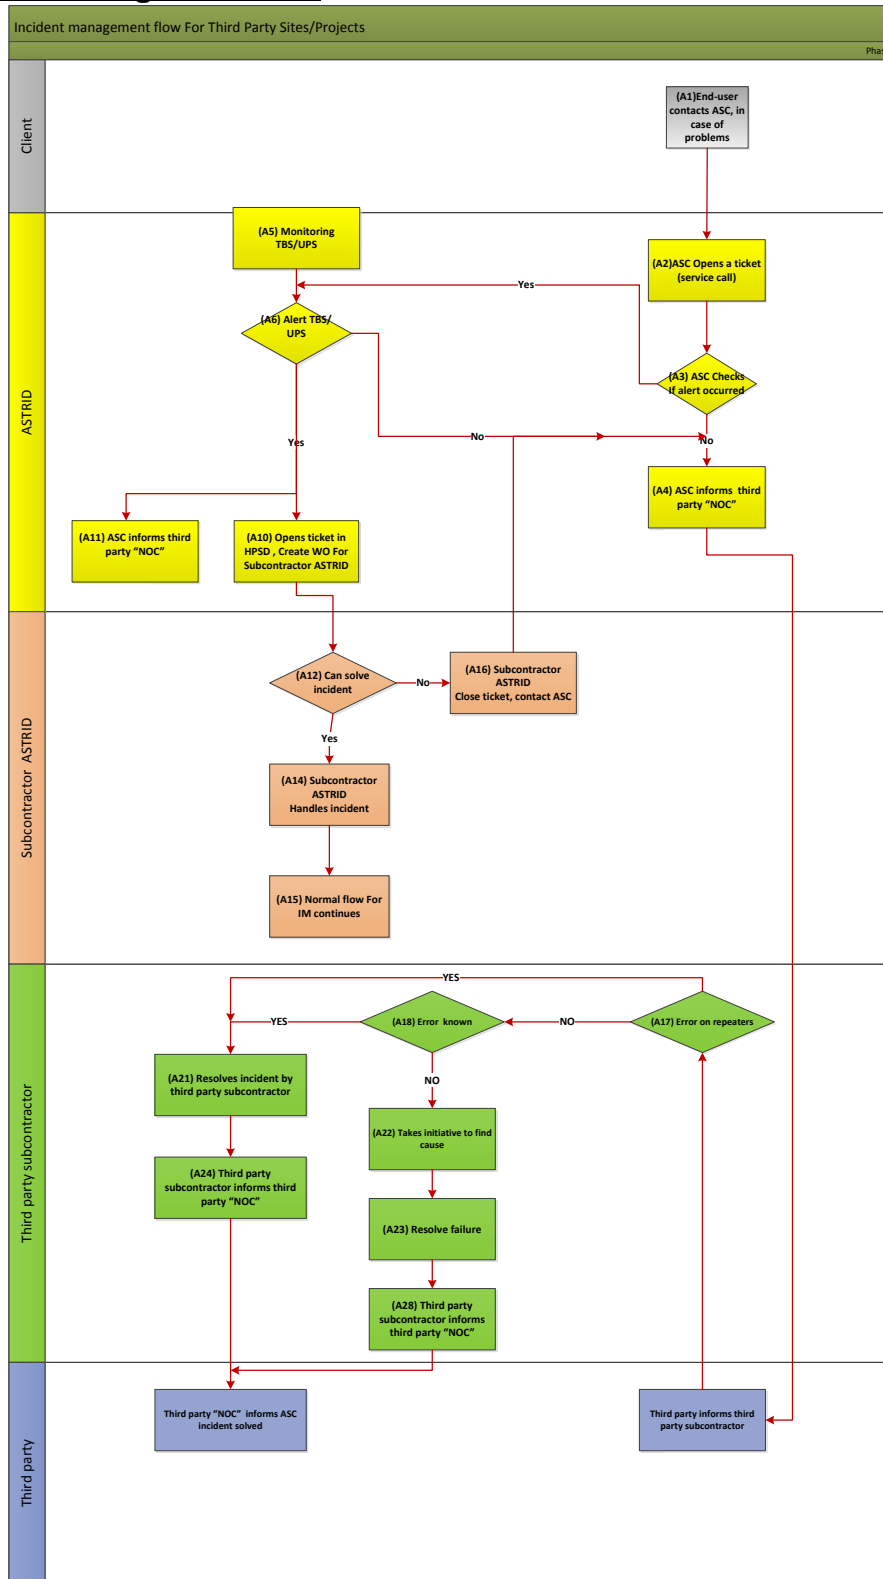 Incident management flow For Third Party Sites/Projects
Phas
Client
(A1)End-user
contacts ASC, in
case of
problems
ASTRID
(A5) Monitoring
TBS/UPS
(A2)ASC Opens a ticket
(service call)
Yes
(A6) Alert TBS/
UPS
(A3) ASC Checks
If alert occurred
Yes
No
No
(A4) ASC informs third
party “NOC”
(A11) ASC informs third
party “NOC”
(A10) Opens ticket in
HPSD , Create WO For
Subcontractor ASTRID
Subcontractor ASTRID
(A12) Can solve
incident
No
(A16) Subcontractor
ASTRID
Close ticket, contact ASC
Yes
(A14) Subcontractor
ASTRID
Handles incident
(A15) Normal flow For
IM continues
Third party subcontractor
YES
YES
(A18) Error known
NO
(A17) Error on repeaters
NO
(A21) Resolves incident by
third party subcontractor
(A22) Takes initiative to find
cause
(A24) Third party
subcontractor informs third
party “NOC”
(A23) Resolve failure
(A28) Third party
subcontractor informs
third party “NOC”
Third party
Third party “NOC” informs ASC
incident solved
Third party informs third
party subcontractor